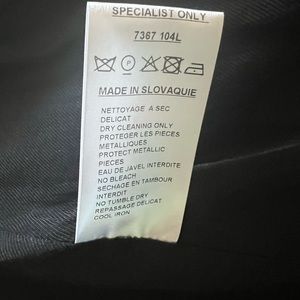 SPECIALIST ONLY
7367 104L
MADE IN SLOVAQUIE
NETTOYAGE A SEC
DELICAT
DRY CLEANING ONLY
PROTEGER LES PIECES
METALLIQUES
PROTECT METALLIC
PIECES
EAU DE JAVEL INTERDITE
NO BLEACH
SECHAGE EN TAMBOUR
INTERDIT
NO TUMBLE DRY
REPASSAGE DELICAT
COOL IRON